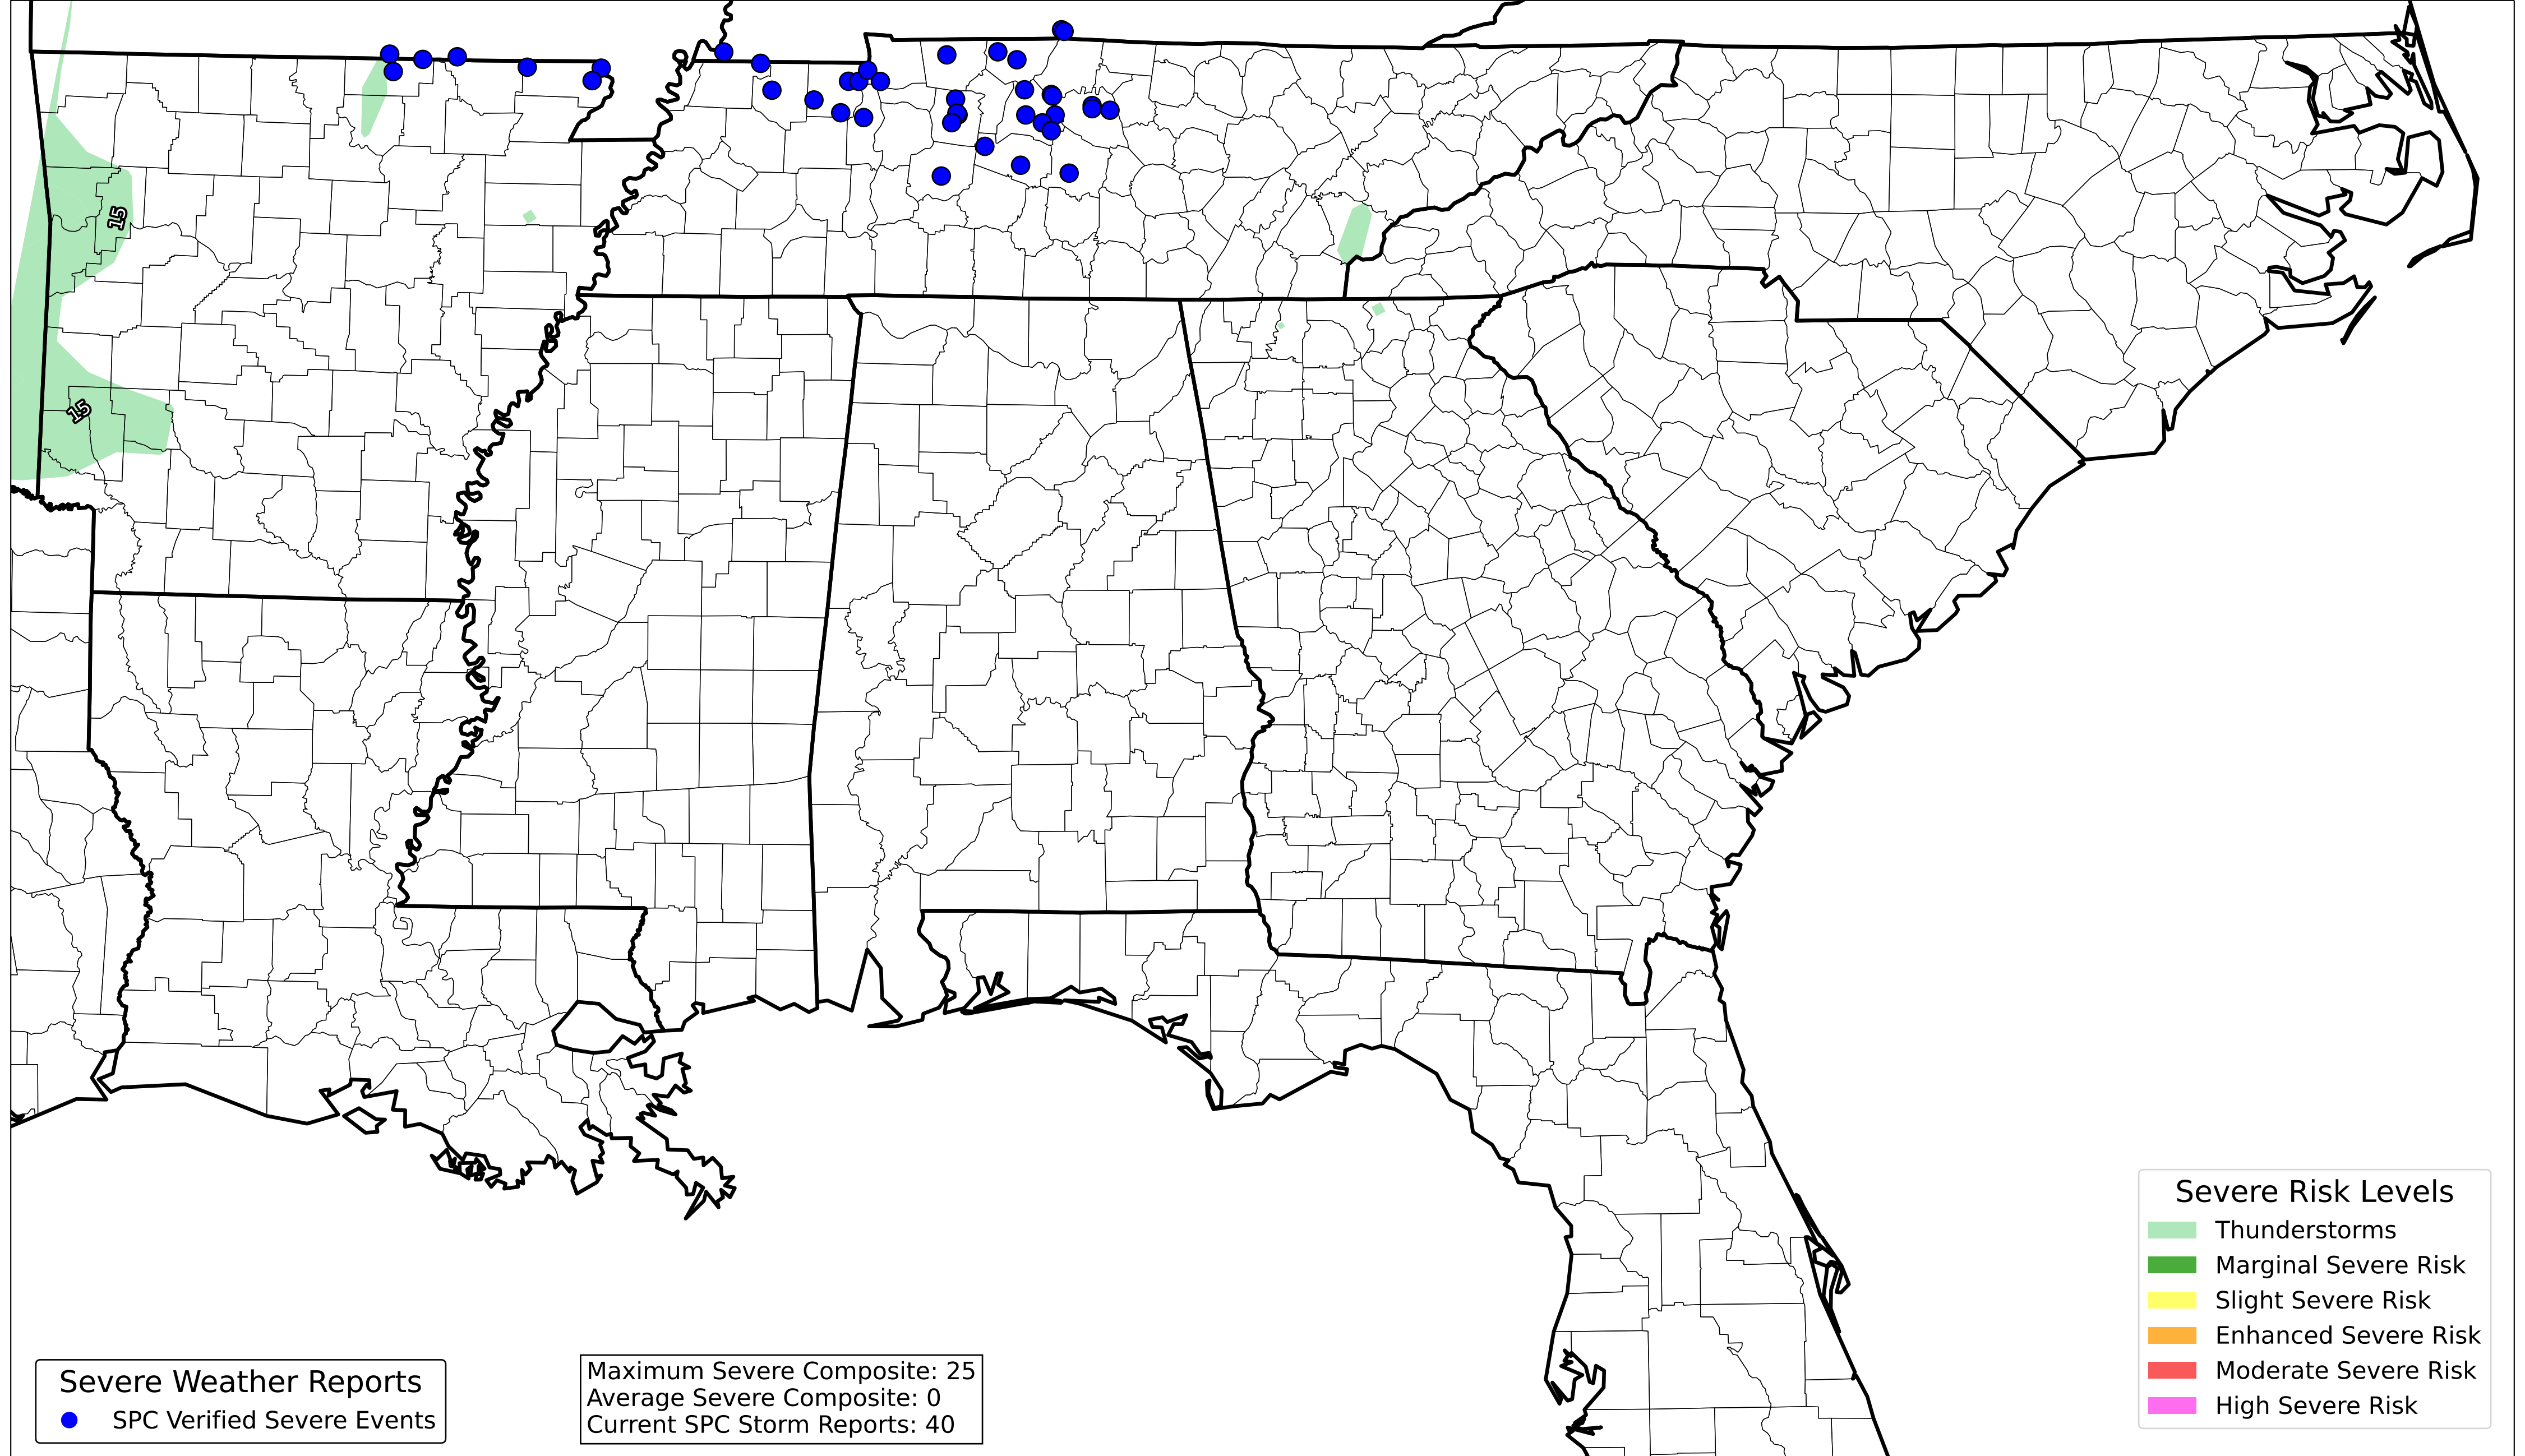 15
15
Severe Risk Levels
Thunderstorms
Marginal Severe Risk
Slight Severe Risk
Enhanced Severe Risk
Moderate Severe Risk
High Severe Risk
Severe Weather Reports
SPC Verified Severe Events
Maximum Severe Composite: 25
Average Severe Composite: 0
Current SPC Storm Reports: 40